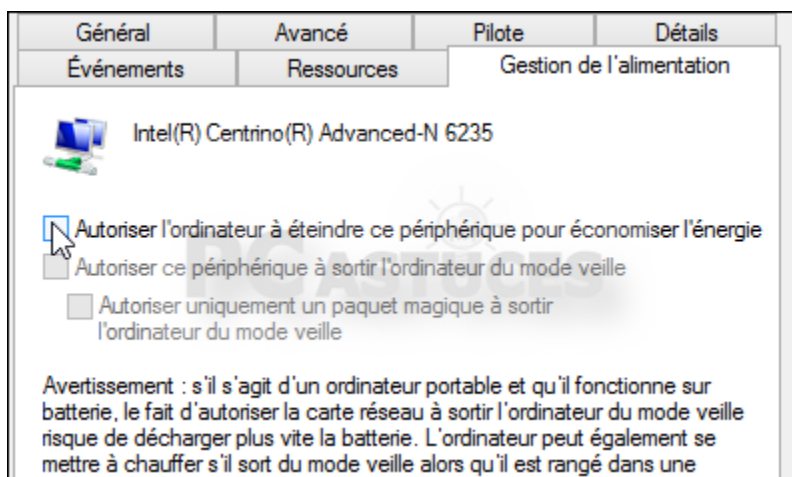 Général Avancé Pilote Détails
Événements Ressources Gestion de l'alimentation
Intel(R) Centrino(R) Advanced-N 6235
Autoriser l'ordinateur à éteindre ce périphérique pour économiser l'énergie
Autoriser ce périphérique à sortir l'ordinateur du mode veille
PC ASTUCES
Autoriser uniquement un paquet magique à sortir
l'ordinateur du mode veille
Avertissement : s'il s'agit d'un ordinateur portable et qu'il fonctionne sur
batterie, le fait d'autoriser la carte réseau à sortir l'ordinateur du mode veille
risque de décharger plus vite la batterie. L'ordinateur peut également se
mettre à chauffer s'il sort du mode veille alors qu'il est rangé dans une